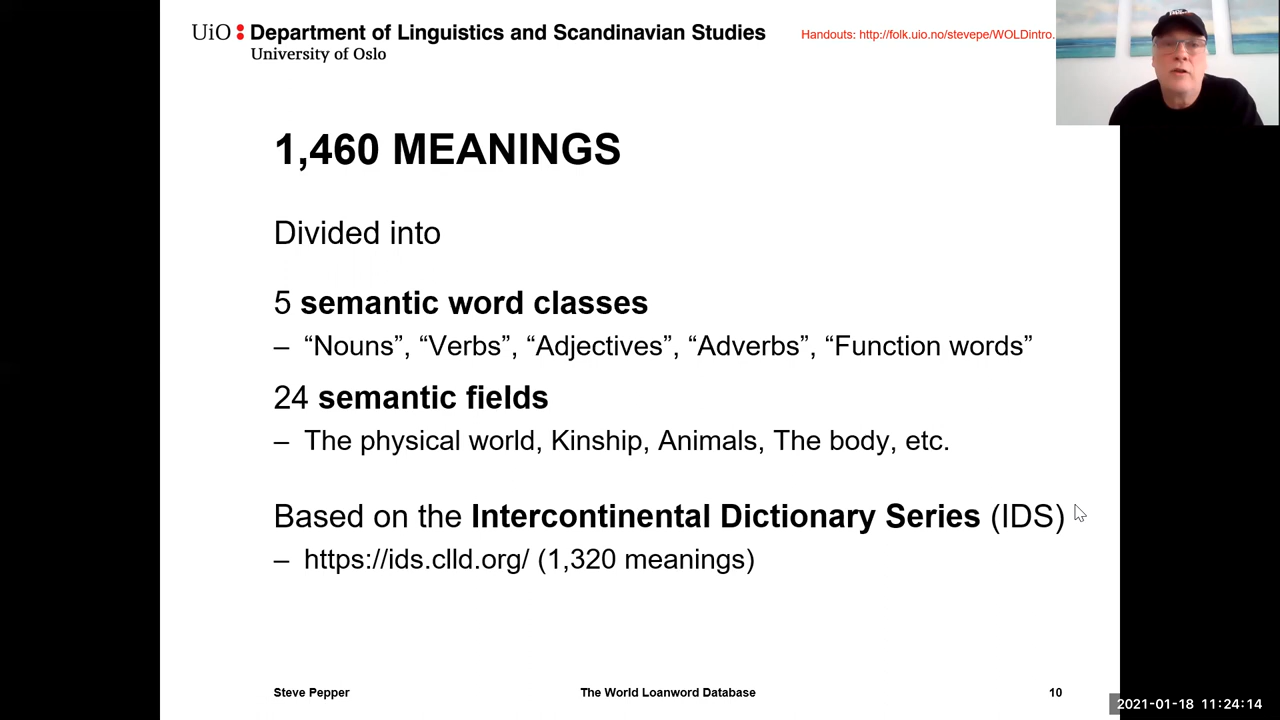 UiO : Department of Linguistics and Scandinavian Studies
University of Oslo
Handouts: http://folk.uio.no/stevepe/WOLDintro.
1,460 MEANINGS
Divided into
5 semantic word classes
– “Nouns”, “Verbs”, “Adjectives”, “Adverbs”, “Function words”
24 semantic fields
– The physical world, Kinship, Animals, The body, etc.
Based on the Intercontinental Dictionary Series (IDS)
– https://ids.clld.org/ (1,320 meanings)
Steve Pepper
The World Loanword Database
10
2021-01-18 11:24:14